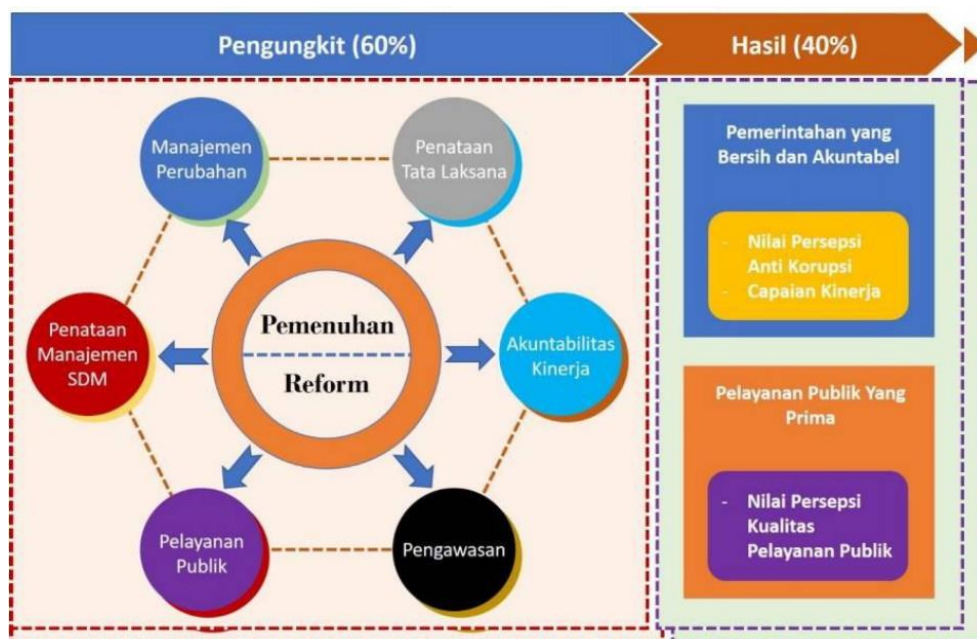 Pengungkit (60%)
Hasil (40%)
Manajemen
Perubahan
Penataan
Tata Laksana
Penataan
Manajemen
SDM
Pemenuhan
Reform
Akuntabilitas
Kinerja
Pelayanan
Publik
Pengawasan
Pemerintahan yang
Bersih dan Akuntabel
- Nilai Persepsi
Anti Korupsi
- Capaian Kinerja
Pelayanan Publik Yang
Prima
- Nilai Persepsi
Kualitas
Pelayanan Publik